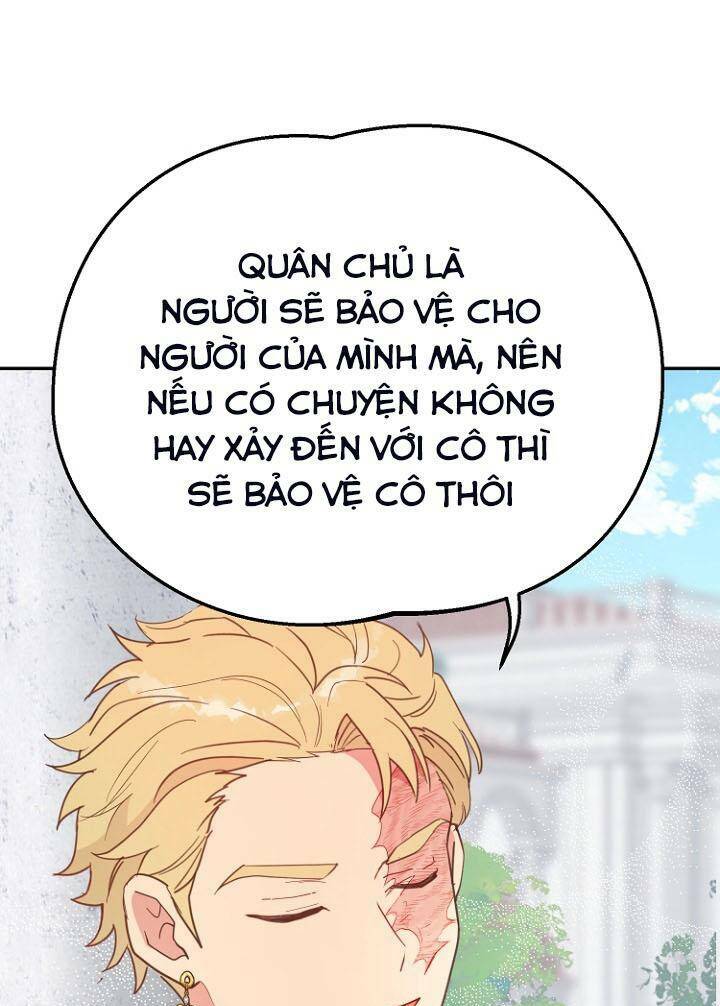 QUÂN CHỦ LÀ
NGƯỜI SẼ BẢO VỆ CHO
NGƯỜI CỦA MÌNH MÀ, NÊN
NẾU CÓ CHUYỆN KHÔNG
HAY XẢY ĐẾN VỚI CÔ THÌ
SẼ BẢO VỆ CÔ THÔI